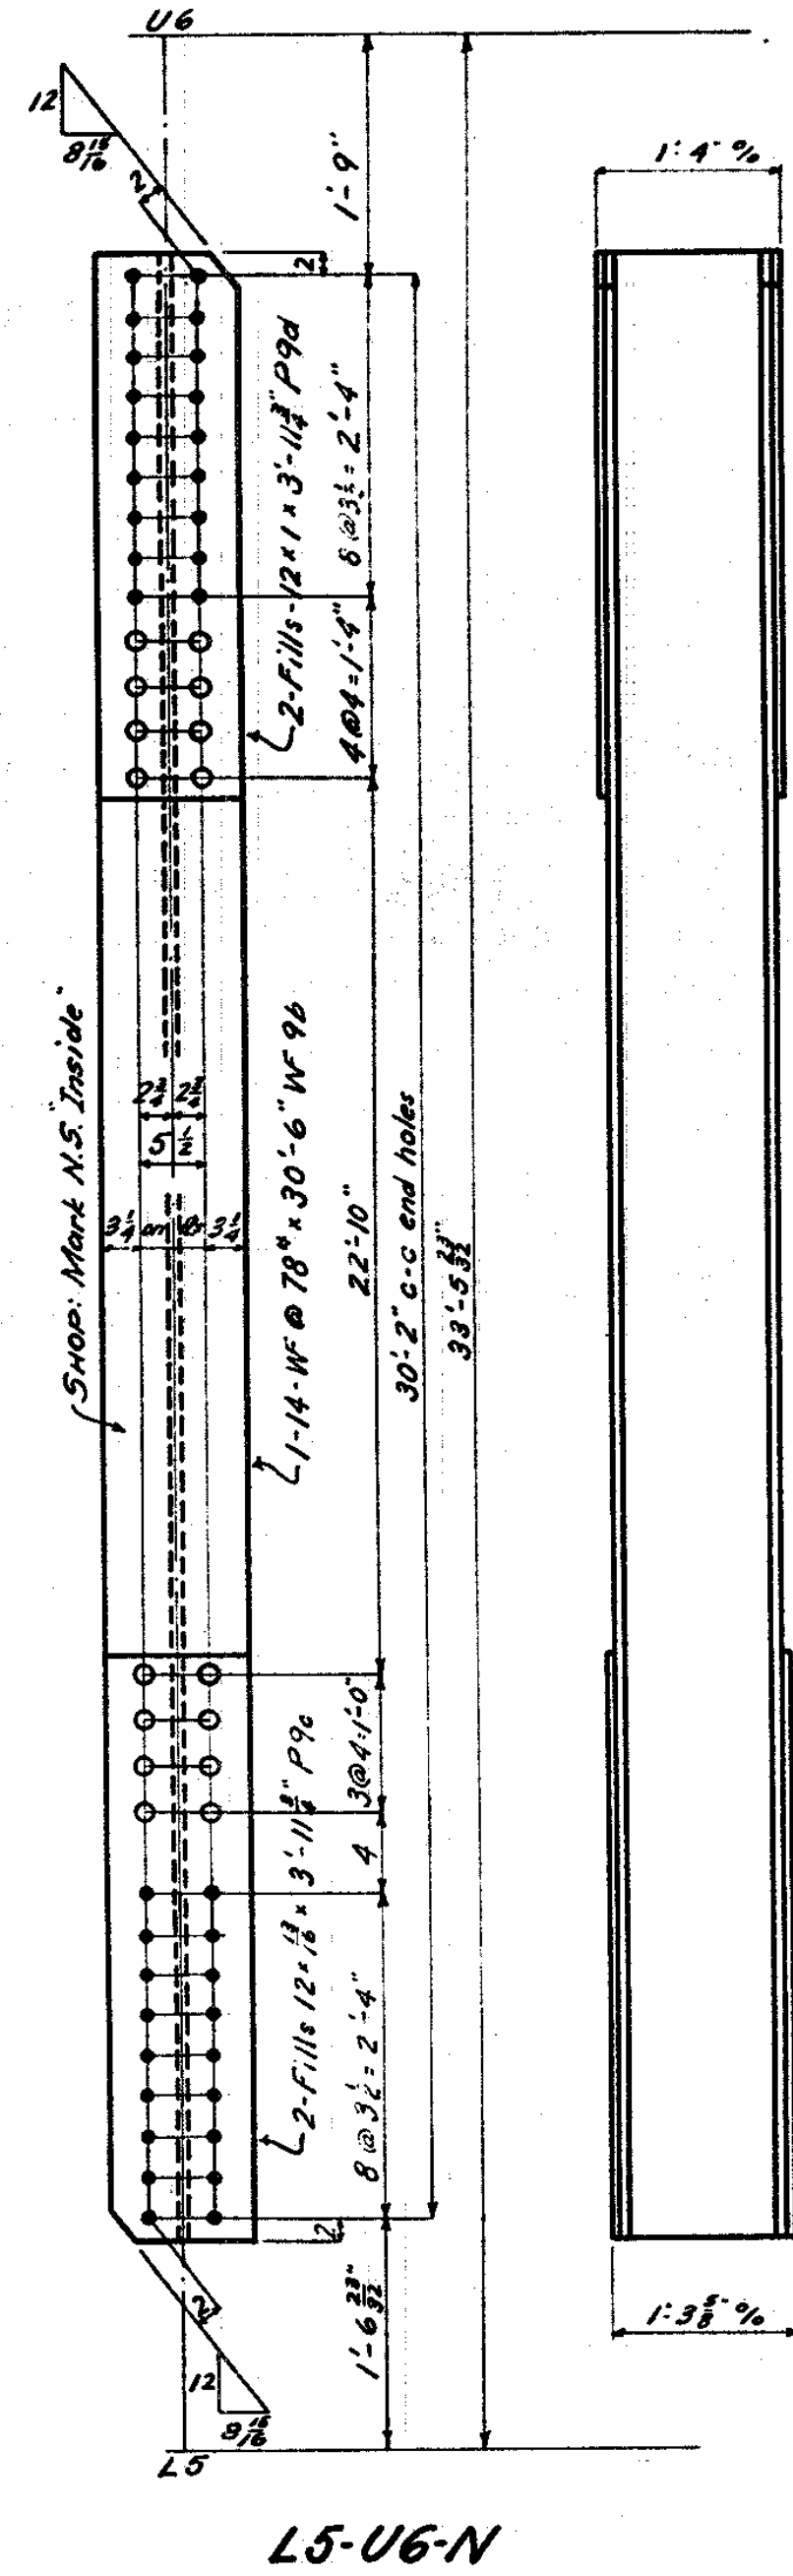 U6
12
8 15/16
2
1'-9"
1'-4" %
2
2-Fills-12 x 1 x 3'-11 3/4" P9d
8 @ 3 1/2 = 2'-4"
4@4=1'-4"
SHOP: Mark N.S. "Inside"
2 3/4 2 3/4
5 1/2
3 1/4 3 1/4
1-14-WF @ 78# x 30'-6" WF 9b
22'-10"
30'-2" c-c end holes
33'-5 23/32"
3@4=1'-0"
4
2-Fills 12 x 13/16 x 3'-11 3/4" P9c
8 @ 3 1/2 = 2'-4"
2
2
12
8 15/16
1'-6 23/32"
1'-3 5/8" %
L5
L5-U6-N